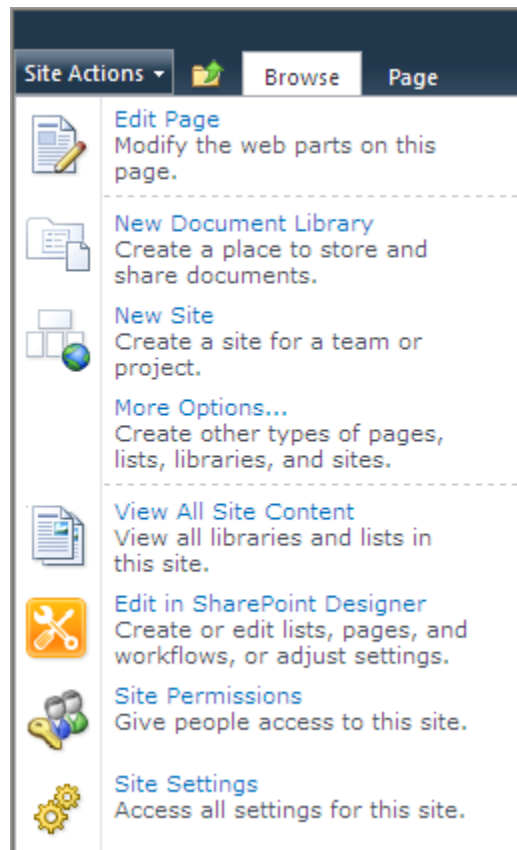 Site Actions Browse Page
Edit Page
Modify the web parts on this
page.
New Document Library
Create a place to store and
share documents.
New Site
Create a site for a team or
project.
More Options...
Create other types of pages,
lists, libraries, and sites.
View All Site Content
View all libraries and lists in
this site.
Edit in SharePoint Designer
Create or edit lists, pages, and
workflows, or adjust settings.
Site Permissions
Give people access to this site.
Site Settings
Access all settings for this site.